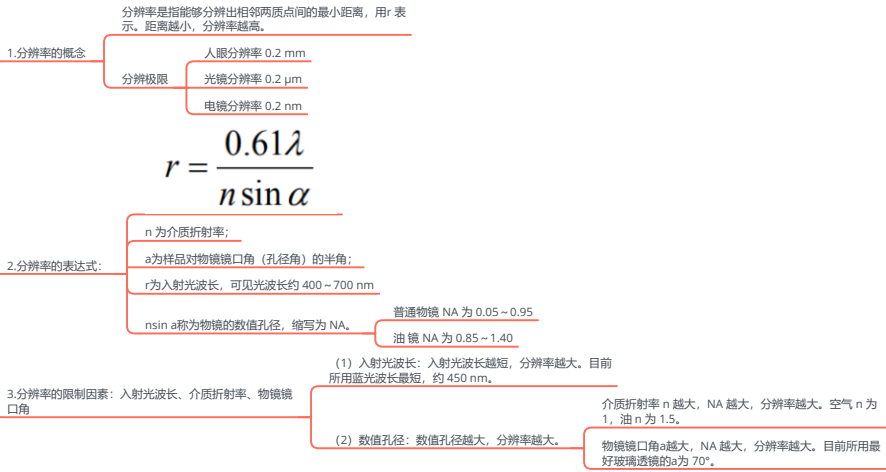 分辨率是指能够分辨出相邻两质点间的最小距离，用r 表
示。距离越小，分辨率越高。
1.分辨率的概念
分辨极限
人眼分辨率 0.2 mm
光镜分辨率 0.2 μm
电镜分辨率 0.2 nm
r = 0.61λ / n sin α
2.分辨率的表达式：
n 为介质折射率；
a为样品对物镜镜口角（孔径角）的半角；
r为入射光波长，可见光波长约 400 ~ 700 nm
nsin a称为物镜的数值孔径，缩写为 NA。
普通物镜 NA 为 0.05 ~ 0.95
油 镜 NA 为 0.85 ~ 1.40
3.分辨率的限制因素：入射光波长、介质折射率、物镜镜
口角
（1）入射光波长：入射光波长越短，分辨率越大。目前
所用蓝光波长最短，约 450 nm。
（2）数值孔径：数值孔径越大，分辨率越大。
介质折射率 n 越大，NA 越大，分辨率越大。空气 n 为
1，油 n 为 1.5。
物镜镜口角a越大，NA 越大，分辨率越大。目前所用最
好玻璃透镜的a为 70°。